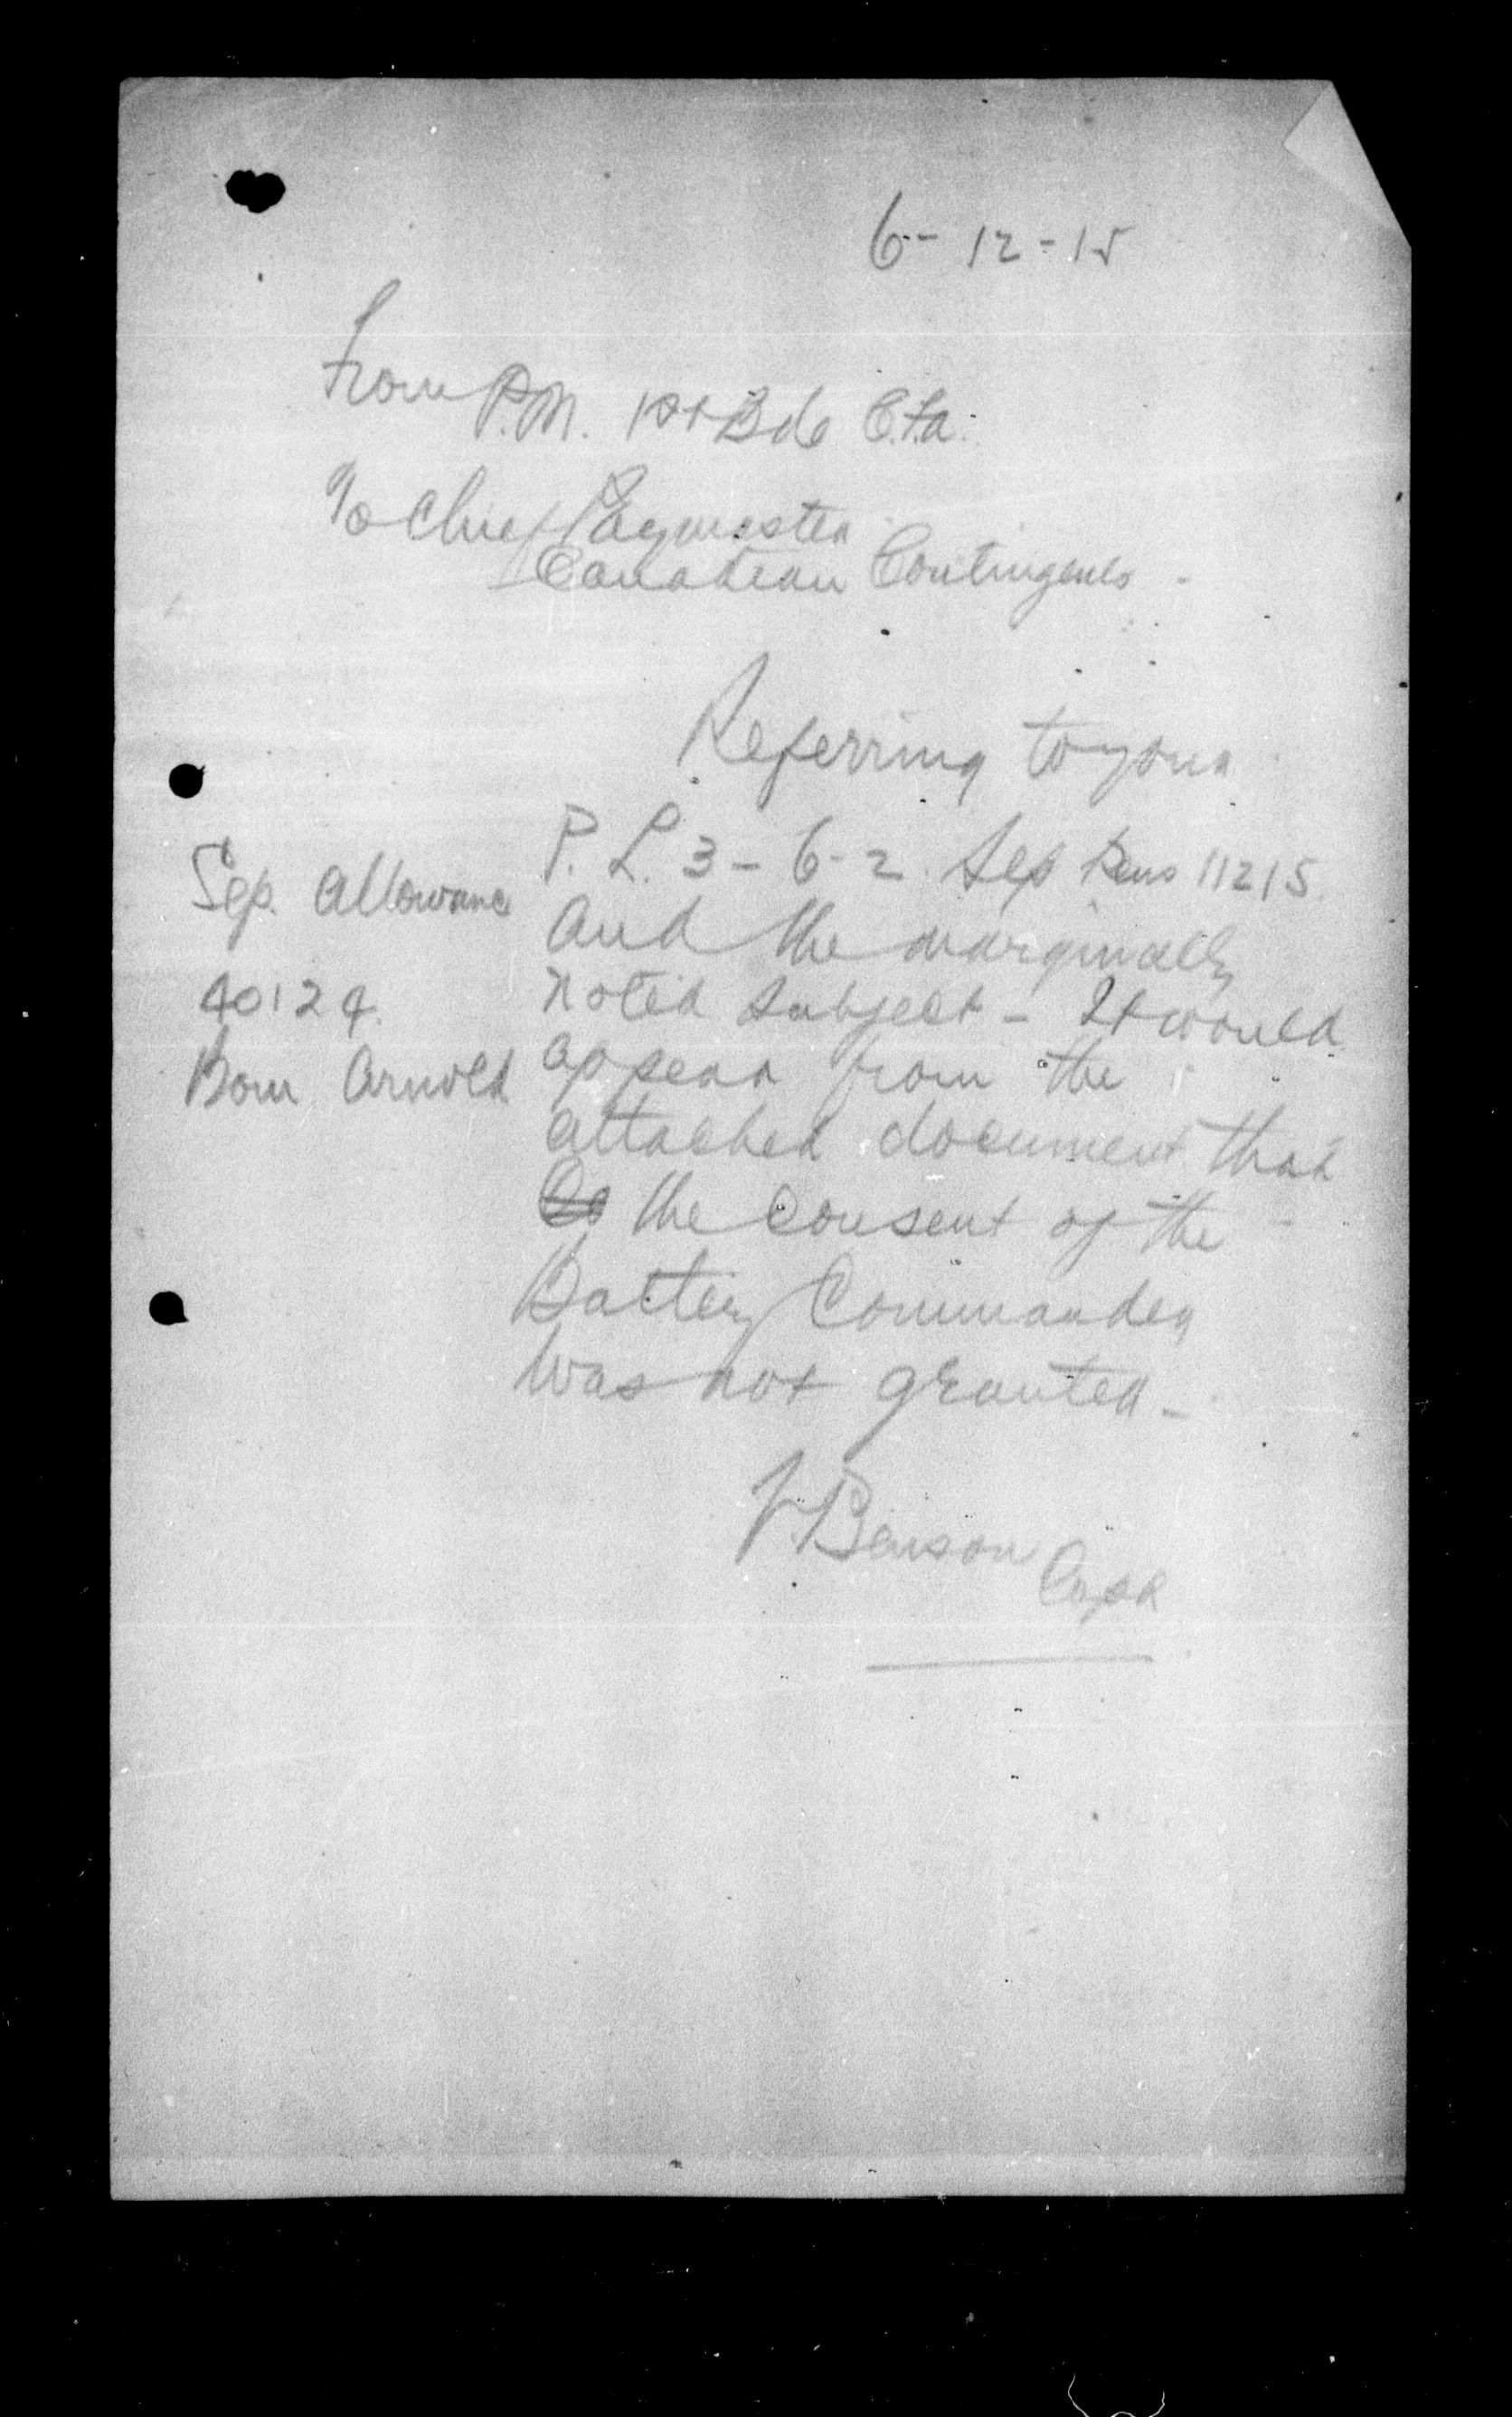 6 - 12 - 15
From P.M. 1st Bde C.F.A.
To Chief Paymaster
Canadian Contingents -
Referring to your
P. L. 3 - 6 - 2. Sep 11215.
Sep. Allowance
and the marginally
40124.
noted subject - It would
Bom Arnold
appear from the
attached document that
the consent of the
Battery Commander
was not granted -
Benson
Capt